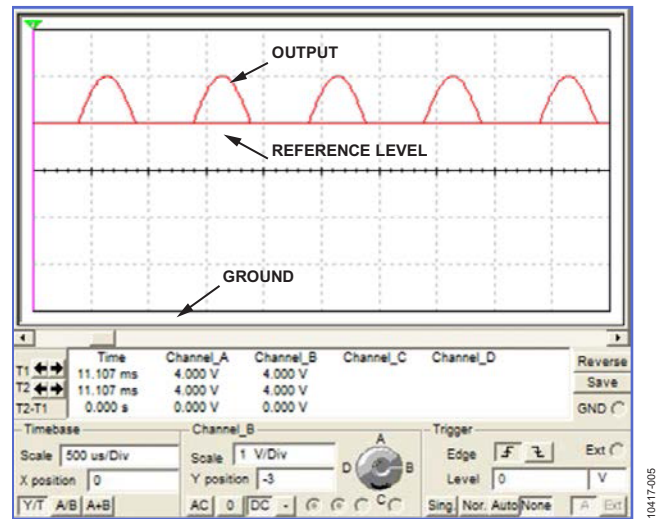 OUTPUT
REFERENCE LEVEL
GROUND
Time Channel_A Channel_B Channel_C Channel_D
T1 11.107 ms 4.000 V 4.000 V
T2 11.107 ms 4.000 V 4.000 V
T2-T1 0.000 s 0.000 V 0.000 V
Reverse
Save
GND
Timebase
Scale 500 us/Div
X position 0
Y/T A/B A+B
Channel_B
Scale 1 V/Div
Y position -3
AC 0 DC -
A
B
C
D
Trigger
Edge Ext
Level 0 V
Sing. Nor. Auto None A Ext
10417-005